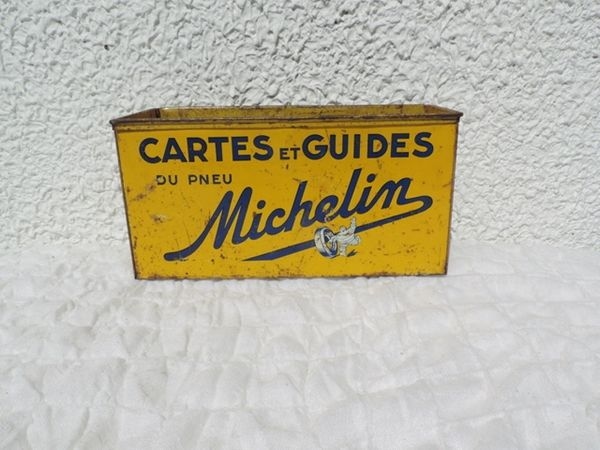 CARTES ET GUIDES
DU PNEU
Michelin